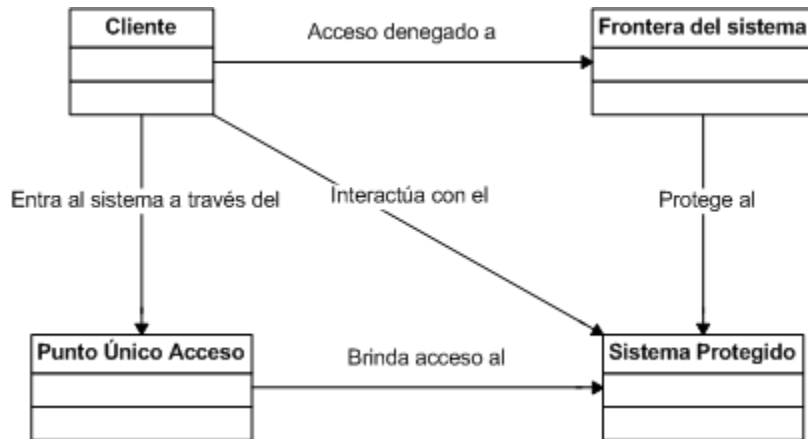 Cliente
Acceso denegado a
Frontera del sistema
Entra al sistema a través del
Interactúa con el
Protege al
Punto Único Acceso
Brinda acceso al
Sistema Protegido